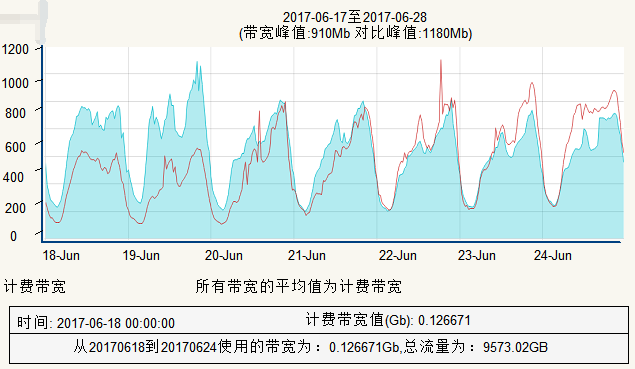 2017-06-17至2017-06-28
(带宽峰值:910Mb 对比峰值:1180Mb)
1200
1000
800
600
400
200
0
18-Jun 19-Jun 20-Jun 21-Jun 22-Jun 23-Jun 24-Jun
计费带宽 所有带宽的平均值为计费带宽
时间: 2017-06-18 00:00:00 计费带宽值(Gb): 0.126671
从20170618到20170624使用的带宽为：0.126671Gb,总流量为：9573.02GB